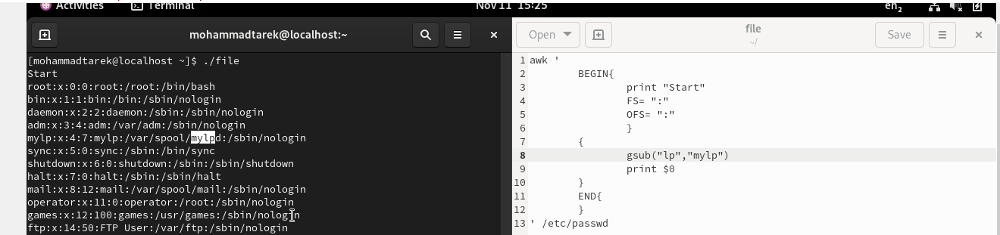 Activities
Terminal
Nov 11 15:25
en2
mohammadtarek@localhost:~
[mohammadtarek@localhost ~]$ ./file
Start
root:x:0:0:root:/root:/bin/bash
bin:x:1:1:bin:/bin:/sbin/nologin
daemon:x:2:2:daemon:/sbin:/sbin/nologin
adm:x:3:4:adm:/var/adm:/sbin/nologin
mylp:x:4:7:mylp:/var/spool/mylpd:/sbin/nologin
sync:x:5:0:sync:/sbin:/bin/sync
shutdown:x:6:0:shutdown:/sbin:/sbin/shutdown
halt:x:7:0:halt:/sbin:/sbin/halt
mail:x:8:12:mail:/var/spool/mail:/sbin/nologin
operator:x:11:0:operator:/root:/sbin/nologin
games:x:12:100:games:/usr/games:/sbin/nologin
ftp:x:14:50:FTP User:/var/ftp:/sbin/nologin
Open
file
~/
Save
1 awk '
2 BEGIN{
3 print "Start"
4 FS= ":"
5 OFS= ":"
6 }
7 {
8 gsub("lp","mylp")
9 print $0
10 }
11 END{
12 }
13 ' /etc/passwd